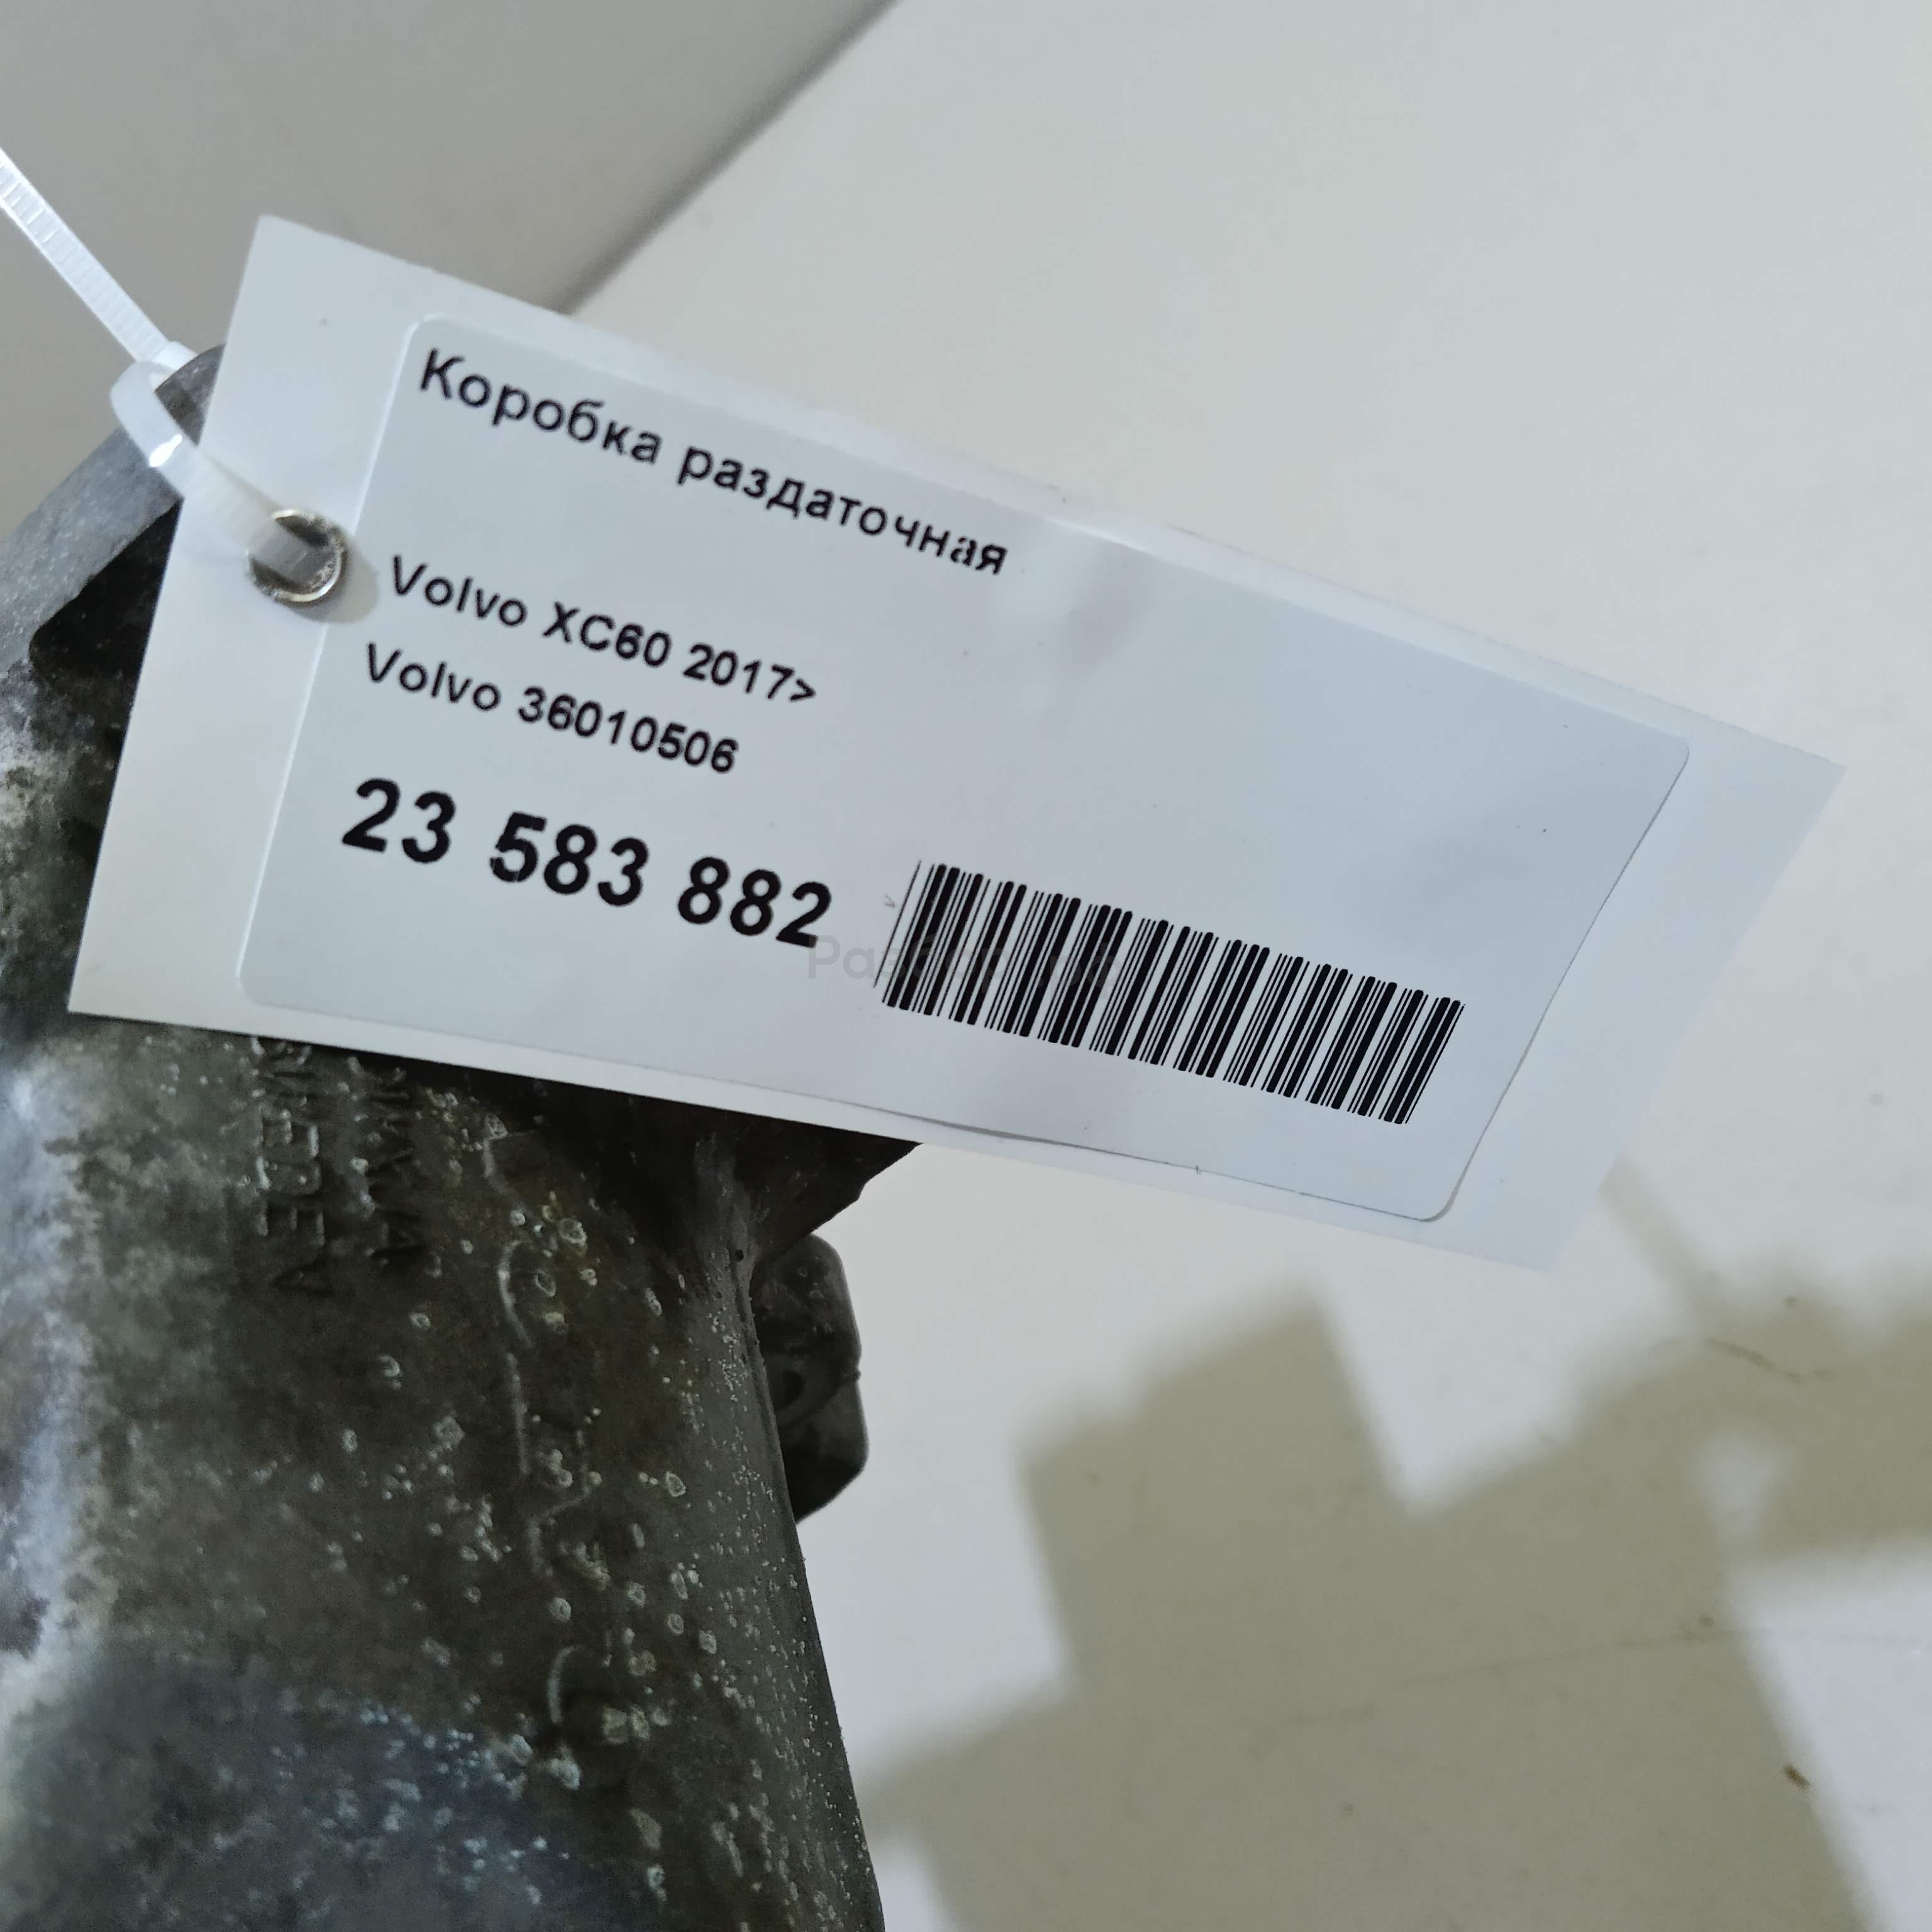 Коробка раздаточная
Volvo XC60 2017>
Volvo 36010506
23 583 882